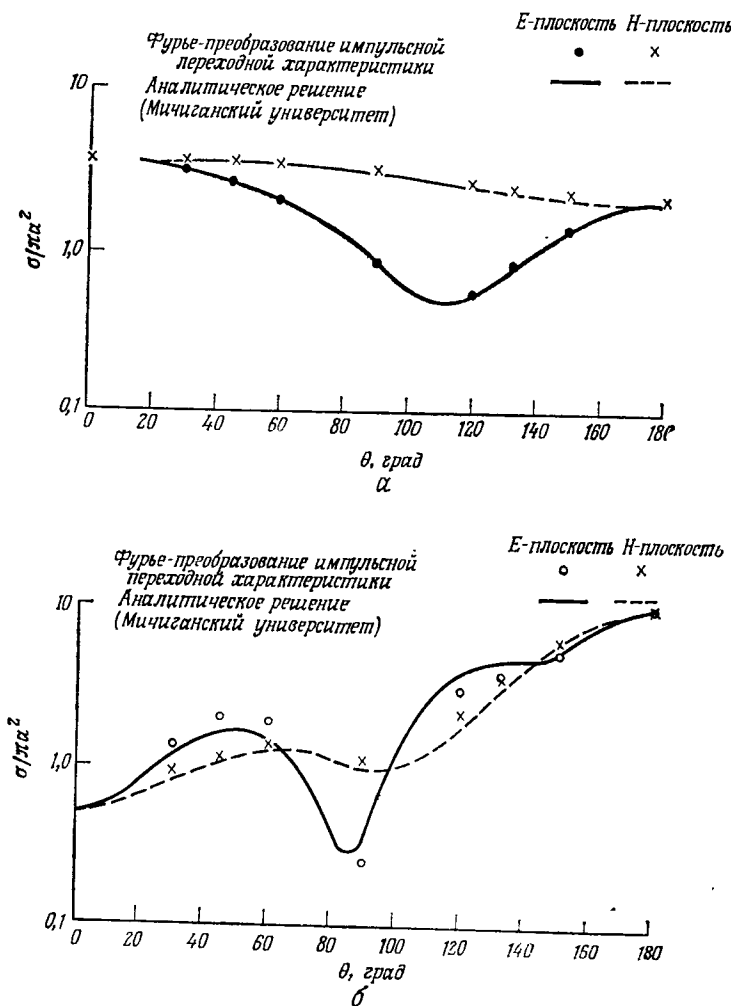 E-плоскость H-плоскость
Фурье-преобразование импульсной
переходной характеристики
Аналитическое решение
(Мичиганский университет)
10
1,0
0,1
σ/πa²
0 20 40 60 80 100 120 140 160 180
θ, град
а
E-плоскость H-плоскость
Фурье-преобразование импульсной
переходной характеристики
Аналитическое решение
(Мичиганский университет)
10
1,0
0,1
σ/πa²
0 20 40 60 80 100 120 140 160 180
θ, град
б